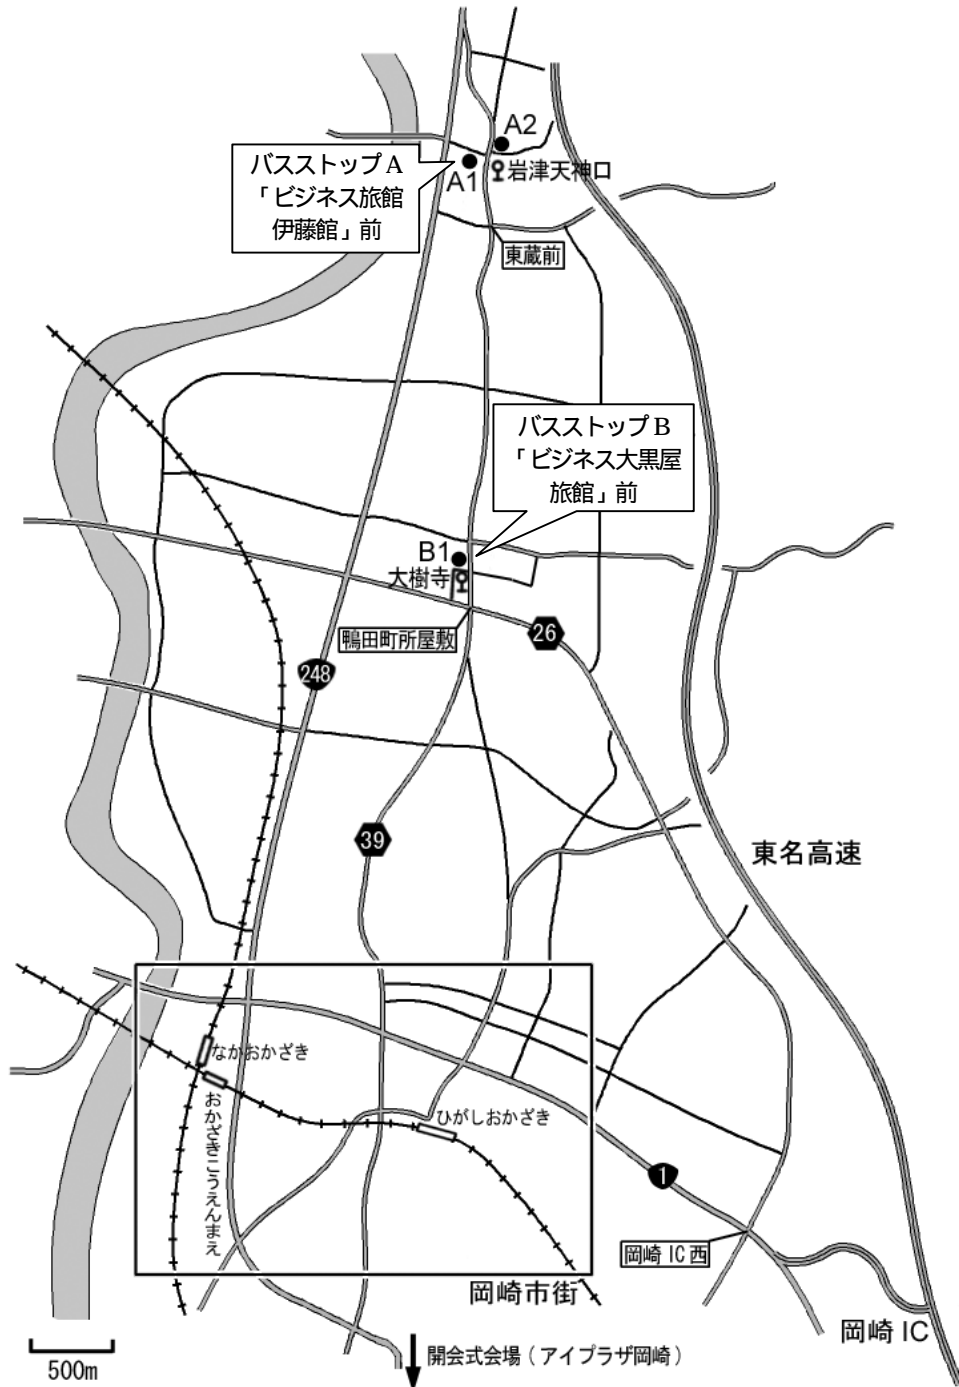 A2
バスストップA
「ビジネス旅館
伊藤館」前
A1
岩津天神口
東蔵前
バスストップB
「ビジネス大黒屋
旅館」前
B1
大樹寺
鴨田町所屋敷
26
248
39
東名高速
なかおかざき
おかざきこうえんまえ
ひがしおかざき
1
岡崎IC西
岡崎市街
岡崎IC
500m
開会式会場(アイプラザ岡崎)